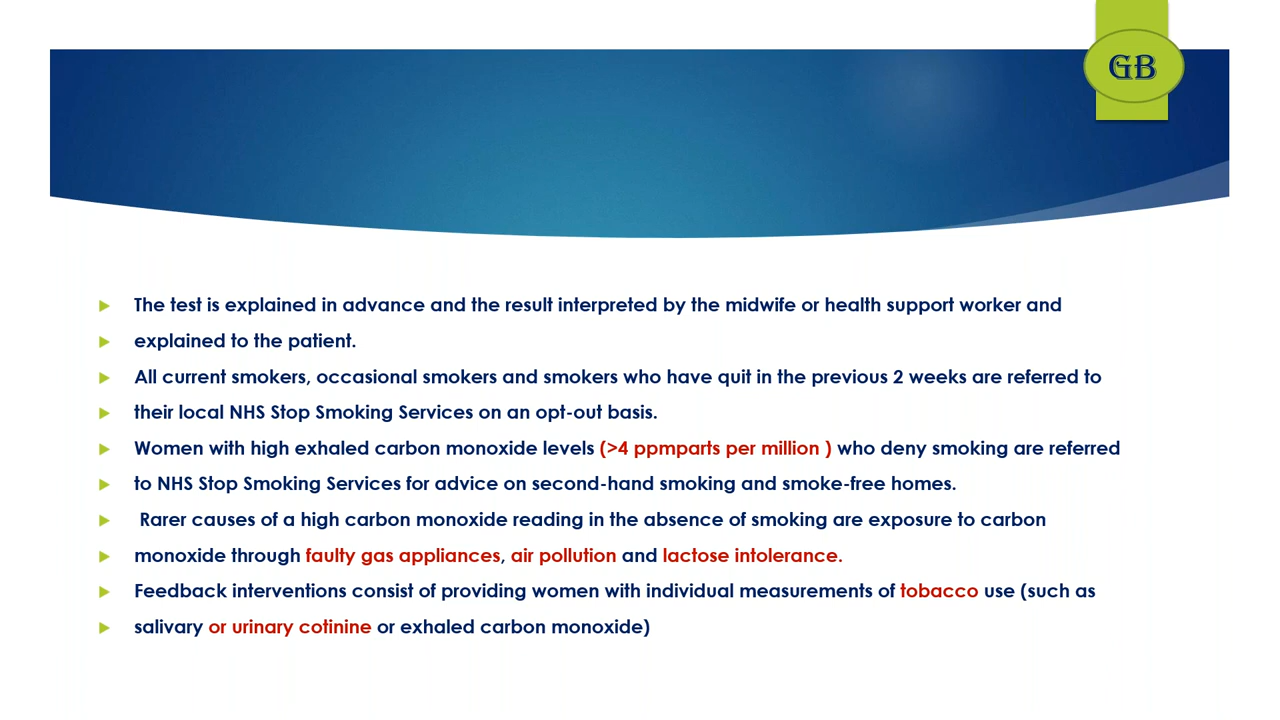 GB
The test is explained in advance and the result interpreted by the midwife or health support worker and
explained to the patient.
All current smokers, occasional smokers and smokers who have quit in the previous 2 weeks are referred to
their local NHS Stop Smoking Services on an opt-out basis.
Women with high exhaled carbon monoxide levels (>4 ppmparts per million ) who deny smoking are referred
to NHS Stop Smoking Services for advice on second-hand smoking and smoke-free homes.
Rarer causes of a high carbon monoxide reading in the absence of smoking are exposure to carbon
monoxide through faulty gas appliances, air pollution and lactose intolerance.
Feedback interventions consist of providing women with individual measurements of tobacco use (such as
salivary or urinary cotinine or exhaled carbon monoxide)